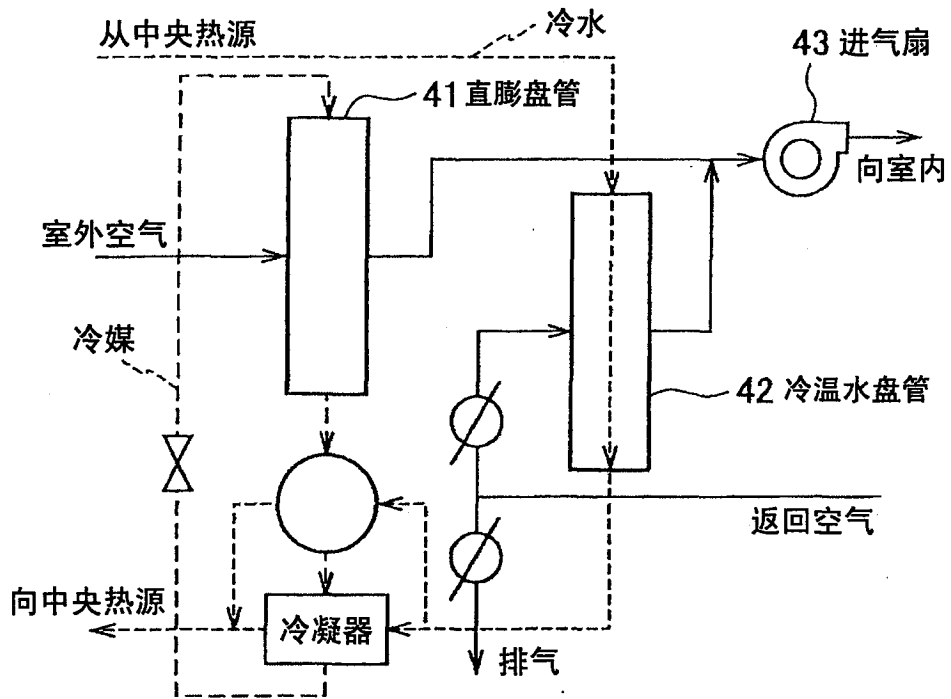 从中央热源
冷水
43 进气扇
41 直膨盘管
向室内
室外空气
冷媒
42 冷温水盘管
返回空气
向中央热源
冷凝器
排气